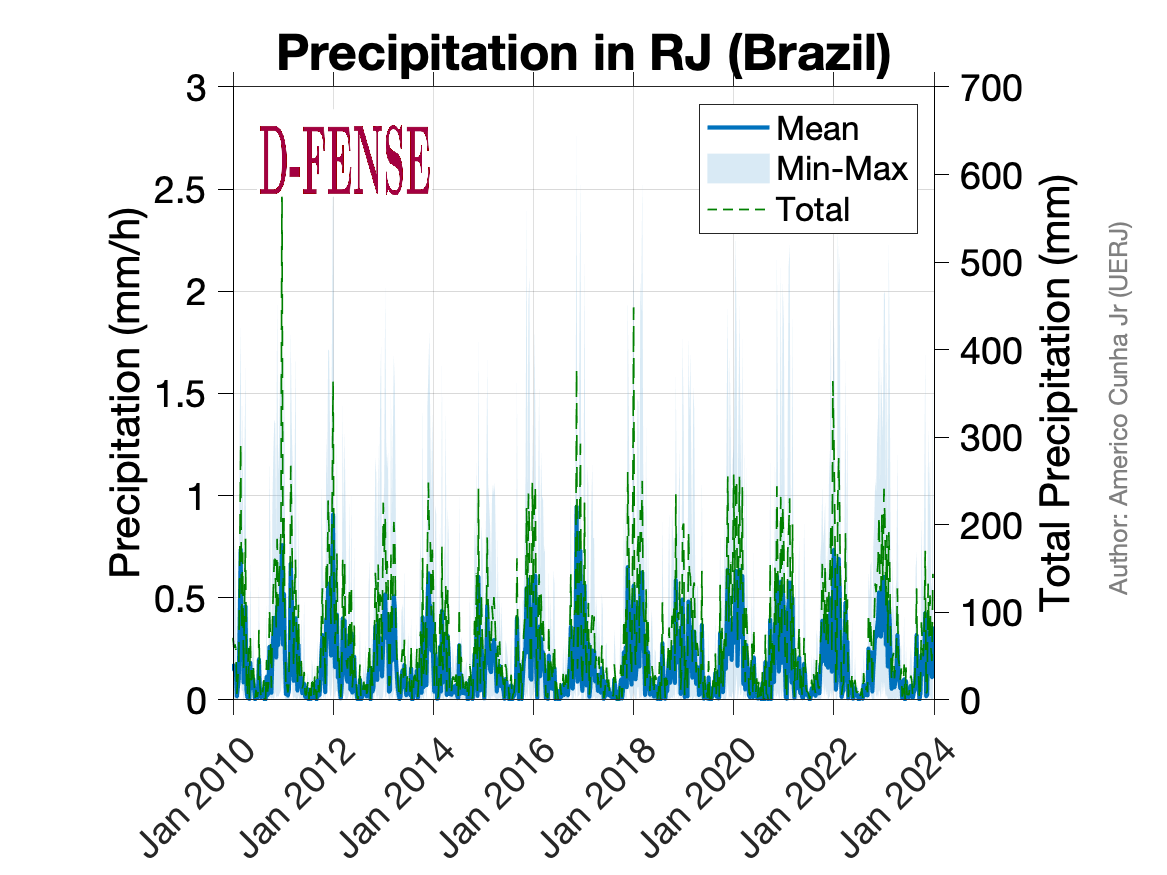 Precipitation in RJ (Brazil)
D-FENSE
Mean
Min-Max
Total
Precipitation (mm/h)
3
2.5
2
1.5
1
0.5
0
700
600
500
400
300
200
100
0
Total Precipitation (mm)
Author: Americo Cunha Jr (UERJ)
Jan 2010
Jan 2012
Jan 2014
Jan 2016
Jan 2018
Jan 2020
Jan 2022
Jan 2024